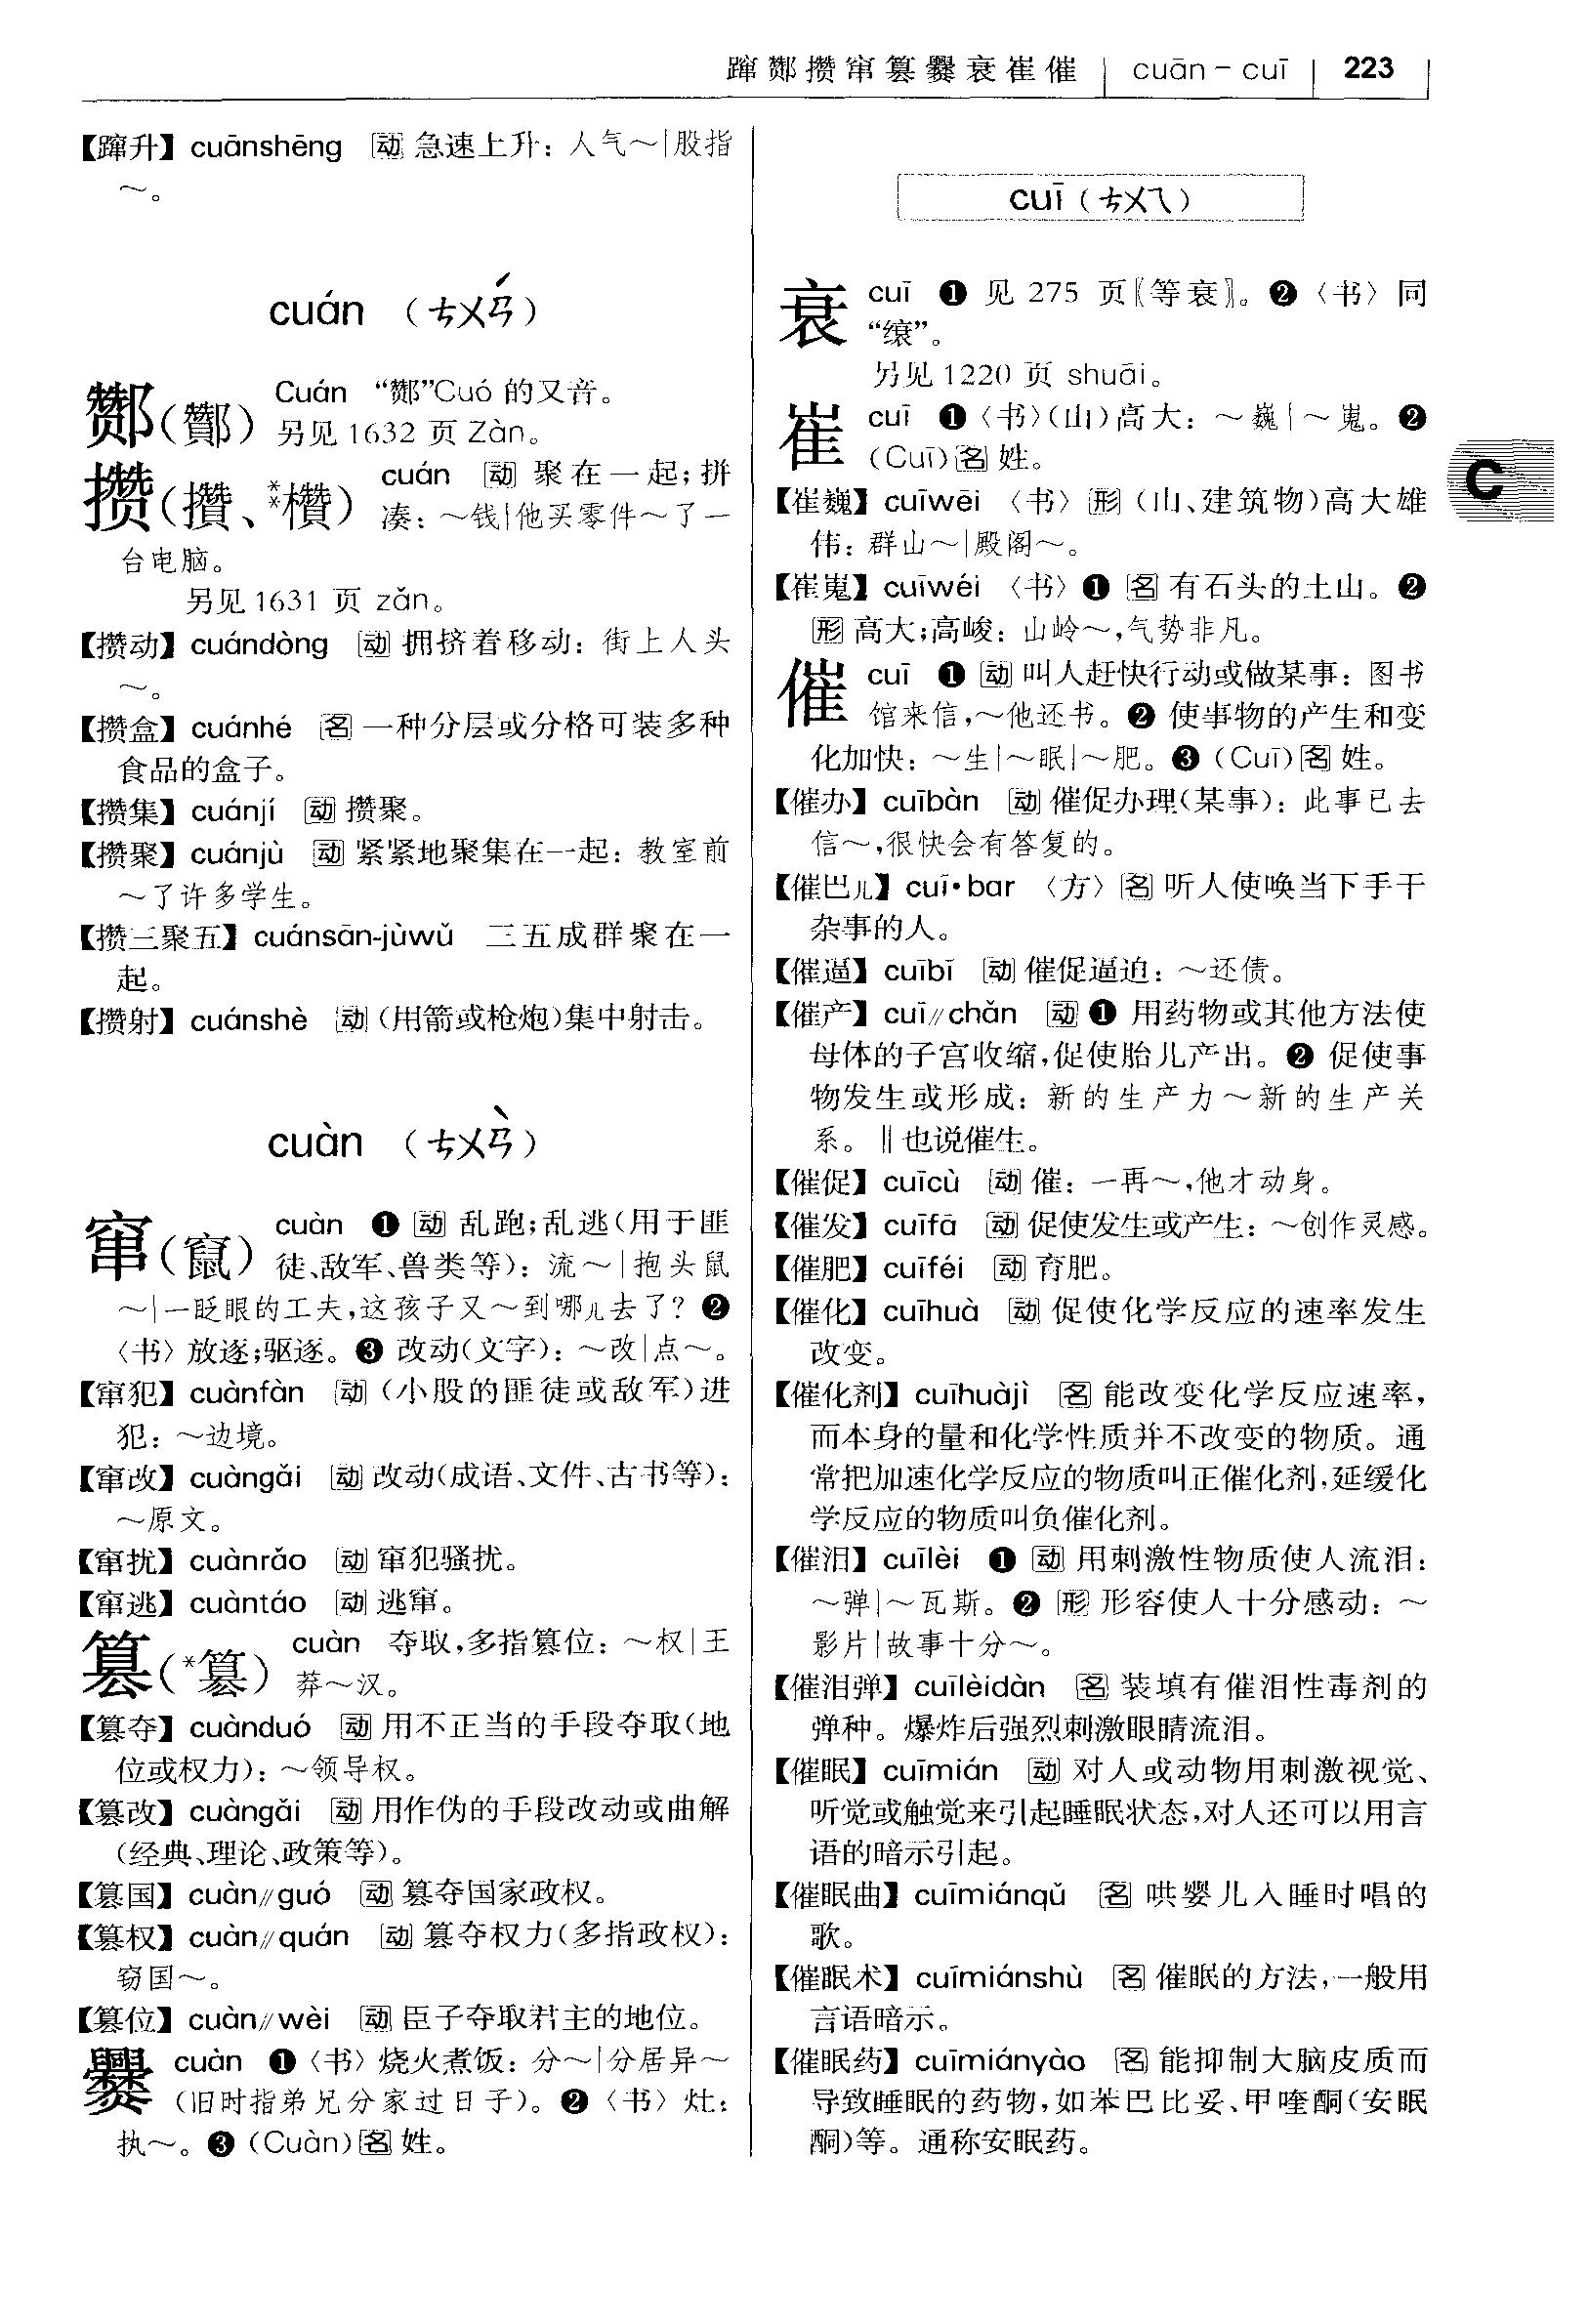 蹿酂攒窜篡爨衰崔催 cuān－cuī 223
【蹿升】cuānshēng 动 急速上升：人气～|股指
～。
cuán （ㄘㄨㄢˊ）
酂（酇） Cuán “酂”Cuó 的又音。
另见 1632 页 Zàn。
攒（攢、**欑） cuán 动 聚在一起；拼
凑：～钱|他买零件～了一
台电脑。
另见 1631 页 zǎn。
【攒动】cuándòng 动 拥挤着移动：街上人头
～。
【攒盒】cuánhé 名 一种分层或分格可装多种
食品的盒子。
【攒集】cuánjí 动 攒聚。
【攒聚】cuánjù 动 紧紧地聚集在一起：教室前
～了许多学生。
【攒三聚五】cuánsān-jùwǔ 三五成群聚在一
起。
【攒射】cuánshè 动（用箭或枪炮）集中射击。
cuàn （ㄘㄨㄢˋ）
窜（竄） cuàn ❶ 动 乱跑；乱逃（用于匪
徒、敌军、兽类等）：流～|抱头鼠
～|一眨眼的工夫，这孩子又～到哪儿去了？❷
〈书〉放逐；驱逐。❸ 改动（文字）：～改|点～。
【窜犯】cuànfàn 动（小股的匪徒或敌军）进
犯：～边境。
【窜改】cuàngǎi 动 改动（成语、文件、古书等）：
～原文。
【窜扰】cuànrǎo 动 窜犯骚扰。
【窜逃】cuàntáo 动 逃窜。
篡（*篹） cuàn 夺取，多指篡位：～权|王
莽～汉。
【篡夺】cuànduó 动 用不正当的手段夺取（地
位或权力）：～领导权。
【篡改】cuàngǎi 动 用作伪的手段改动或曲解
（经典、理论、政策等）。
【篡国】cuàn//guó 动 篡夺国家政权。
【篡权】cuàn//quán 动 篡夺权力（多指政权）：
窃国～。
【篡位】cuàn//wèi 动 臣子夺取君主的地位。
爨 cuàn ❶〈书〉烧火煮饭：分～|分居异～
（旧时指弟兄分家过日子）。❷〈书〉灶：
执～。❸（Cuàn）名 姓。
cuī（ㄘㄨㄟ）
衰 cuī ❶ 见 275 页〖等衰〗。❷〈书〉同
“缞”。
另见 1220 页 shuāi。
崔 cuī ❶〈书〉（山）高大：～巍|～嵬。❷
（Cuī）名 姓。
【崔巍】cuīwēi 〈书〉形（山、建筑物）高大雄
伟：群山～|殿阁～。
【崔嵬】cuīwéi 〈书〉❶ 名 有石头的土山。❷
形 高大；高峻：山岭～，气势非凡。
催 cuī ❶ 动 叫人赶快行动或做某事：图书
馆来信，～他还书。❷ 使事物的产生和变
化加快：～生|～眠|～肥。❸（Cuī）名 姓。
【催办】cuībàn 动 催促办理（某事）：此事已去
信～，很快会有答复的。
【催巴儿】cuī•bar 〈方〉名 听人使唤当下手干
杂事的人。
【催逼】cuībī 动 催促逼迫：～还债。
【催产】cuī//chǎn 动 ❶ 用药物或其他方法使
母体的子宫收缩，促使胎儿产出。❷ 促使事
物发生或形成：新的生产力～新的生产关
系。‖也说催生。
【催促】cuīcù 动 催：一再～，他才动身。
【催发】cuīfā 动 促使发生或产生：～创作灵感。
【催肥】cuīféi 动 育肥。
【催化】cuīhuà 动 促使化学反应的速率发生
改变。
【催化剂】cuīhuàjì 名 能改变化学反应速率，
而本身的量和化学性质并不改变的物质。通
常把加速化学反应的物质叫正催化剂，延缓化
学反应的物质叫负催化剂。
【催泪】cuīlèi ❶ 动 用刺激性物质使人流泪：
～弹|～瓦斯。❷ 形 形容使人十分感动：～
影片|故事十分～。
【催泪弹】cuīlèidàn 名 装填有催泪性毒剂的
弹种。爆炸后强烈刺激眼睛流泪。
【催眠】cuīmián 动 对人或动物用刺激视觉、
听觉或触觉来引起睡眠状态，对人还可以用言
语的暗示引起。
【催眠曲】cuīmiánqǔ 名 哄婴儿入睡时唱的
歌。
【催眠术】cuīmiánshù 名 催眠的方法，一般用
言语暗示。
【催眠药】cuīmiányào 名 能抑制大脑皮质而
导致睡眠的药物，如苯巴比妥、甲喹酮（安眠
酮）等。通称安眠药。
C